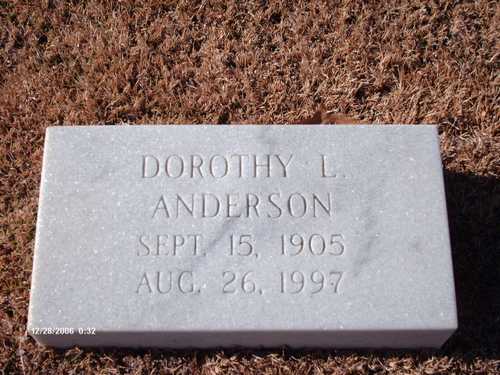 DOROTHY L.
ANDERSON
SEPT. 15, 1905
AUG. 26, 1997
12/28/2006 0:32